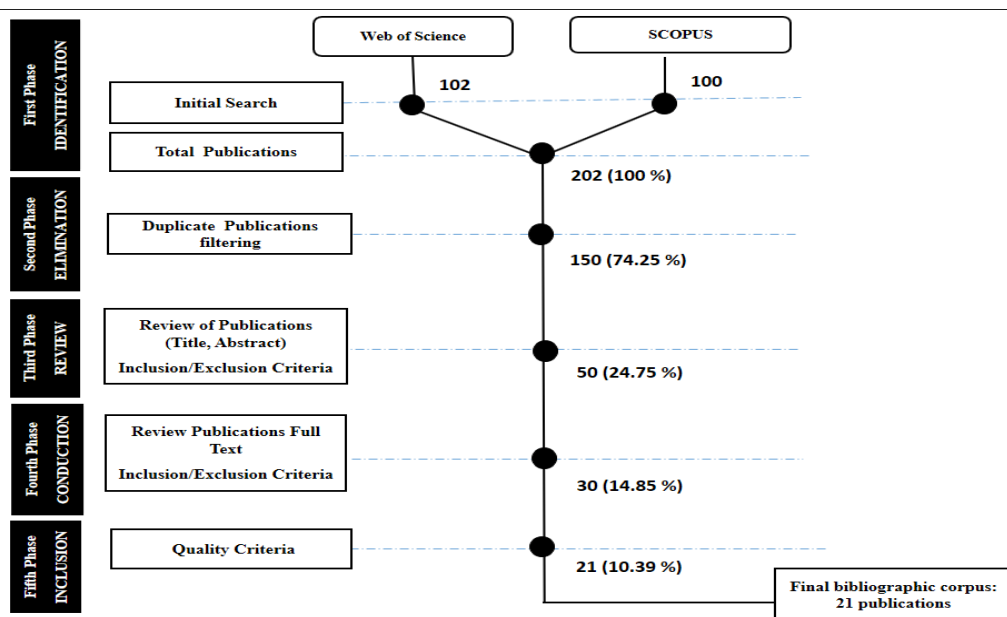 Web of Science
SCOPUS
First Phase
IDENTIFICATION
102
100
Initial Search
Total Publications
202 (100 %)
Second Phase
ELIMINATION
Duplicate Publications
filtering
150 (74.25 %)
Third Phase
REVIEW
Review of Publications
(Title, Abstract)
Inclusion/Exclusion Criteria
50 (24.75 %)
Fourth Phase
CONDUCTION
Review Publications Full
Text
Inclusion/Exclusion Criteria
30 (14.85 %)
Fifth Phase
INCLUSION
Quality Criteria
21 (10.39 %)
Final bibliographic corpus:
21 publications